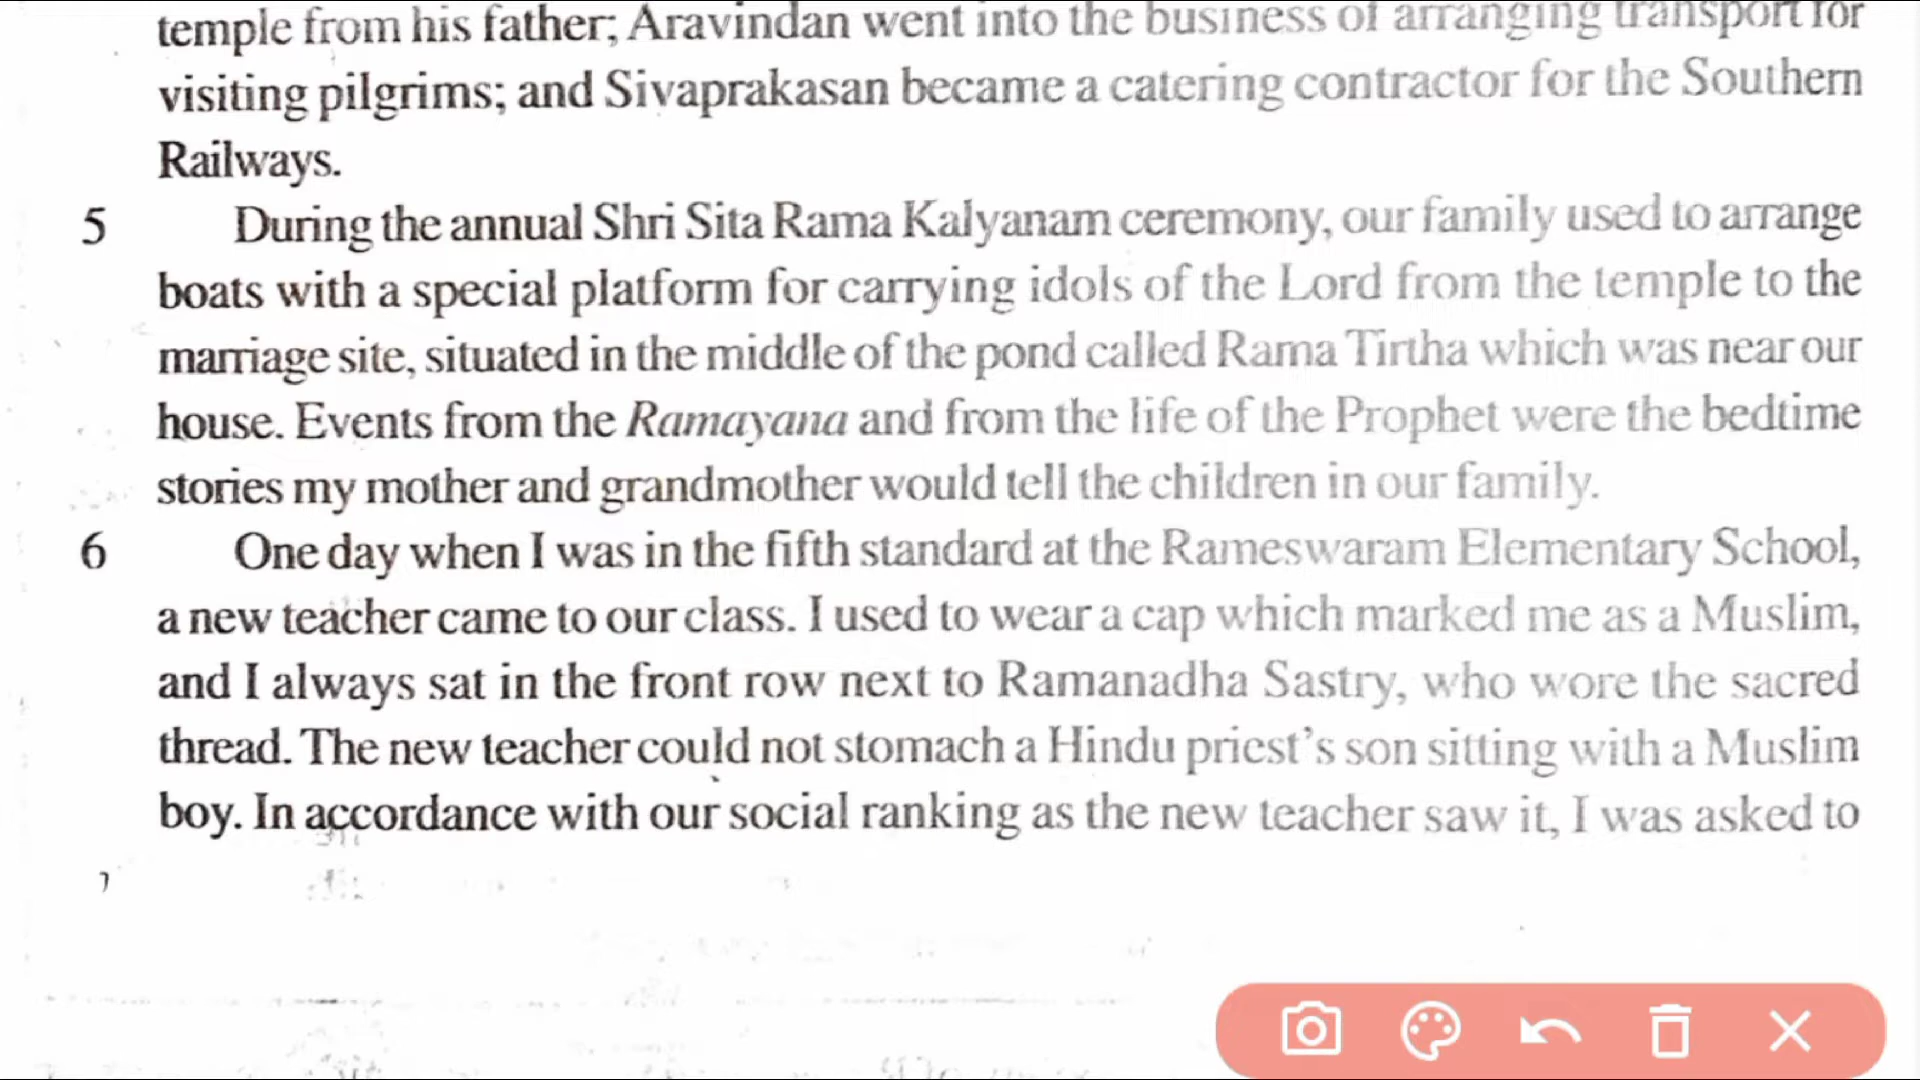 temple from his father; Aravindan went into the business of arranging transport for
visiting pilgrims; and Sivaprakasan became a catering contractor for the Southern
Railways.
5 During the annual Shri Sita Rama Kalyanam ceremony, our family used to arrange
boats with a special platform for carrying idols of the Lord from the temple to the
marriage site, situated in the middle of the pond called Rama Tirtha which was near our
house. Events from the Ramayana and from the life of the Prophet were the bedtime
stories my mother and grandmother would tell the children in our family.
6 One day when I was in the fifth standard at the Rameswaram Elementary School,
a new teacher came to our class. I used to wear a cap which marked me as a Muslim,
and I always sat in the front row next to Ramanadha Sastry, who wore the sacred
thread. The new teacher could not stomach a Hindu priest's son sitting with a Muslim
boy. In accordance with our social ranking as the new teacher saw it, I was asked to